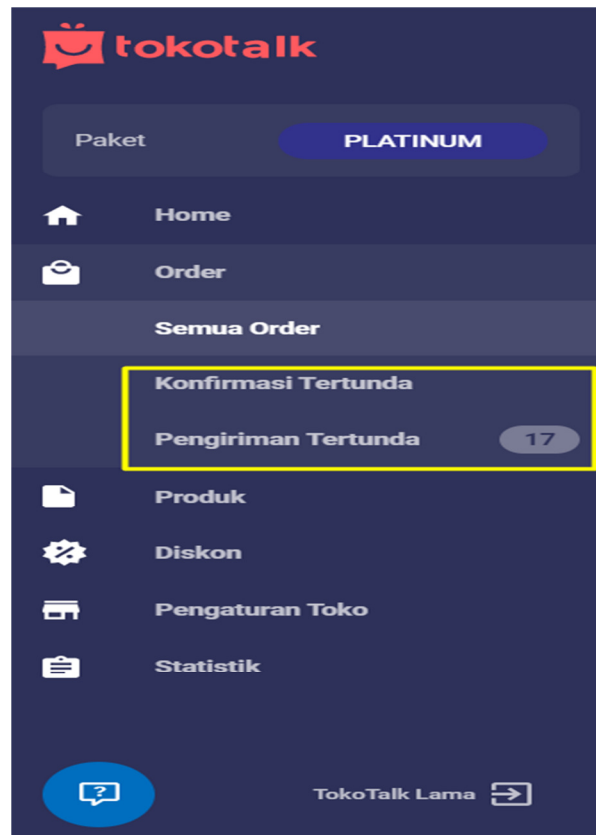 tokotalk
Paket PLATINUM
Home
Order
Semua Order
Konfirmasi Tertunda
Pengiriman Tertunda 17
Produk
Diskon
Pengaturan Toko
Statistik
? TokoTalk Lama